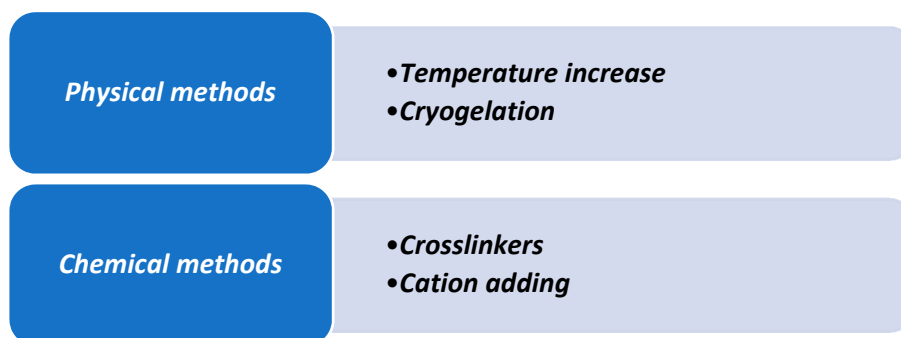 Physical methods
•Temperature increase
•Cryogelation
Chemical methods
•Crosslinkers
•Cation adding